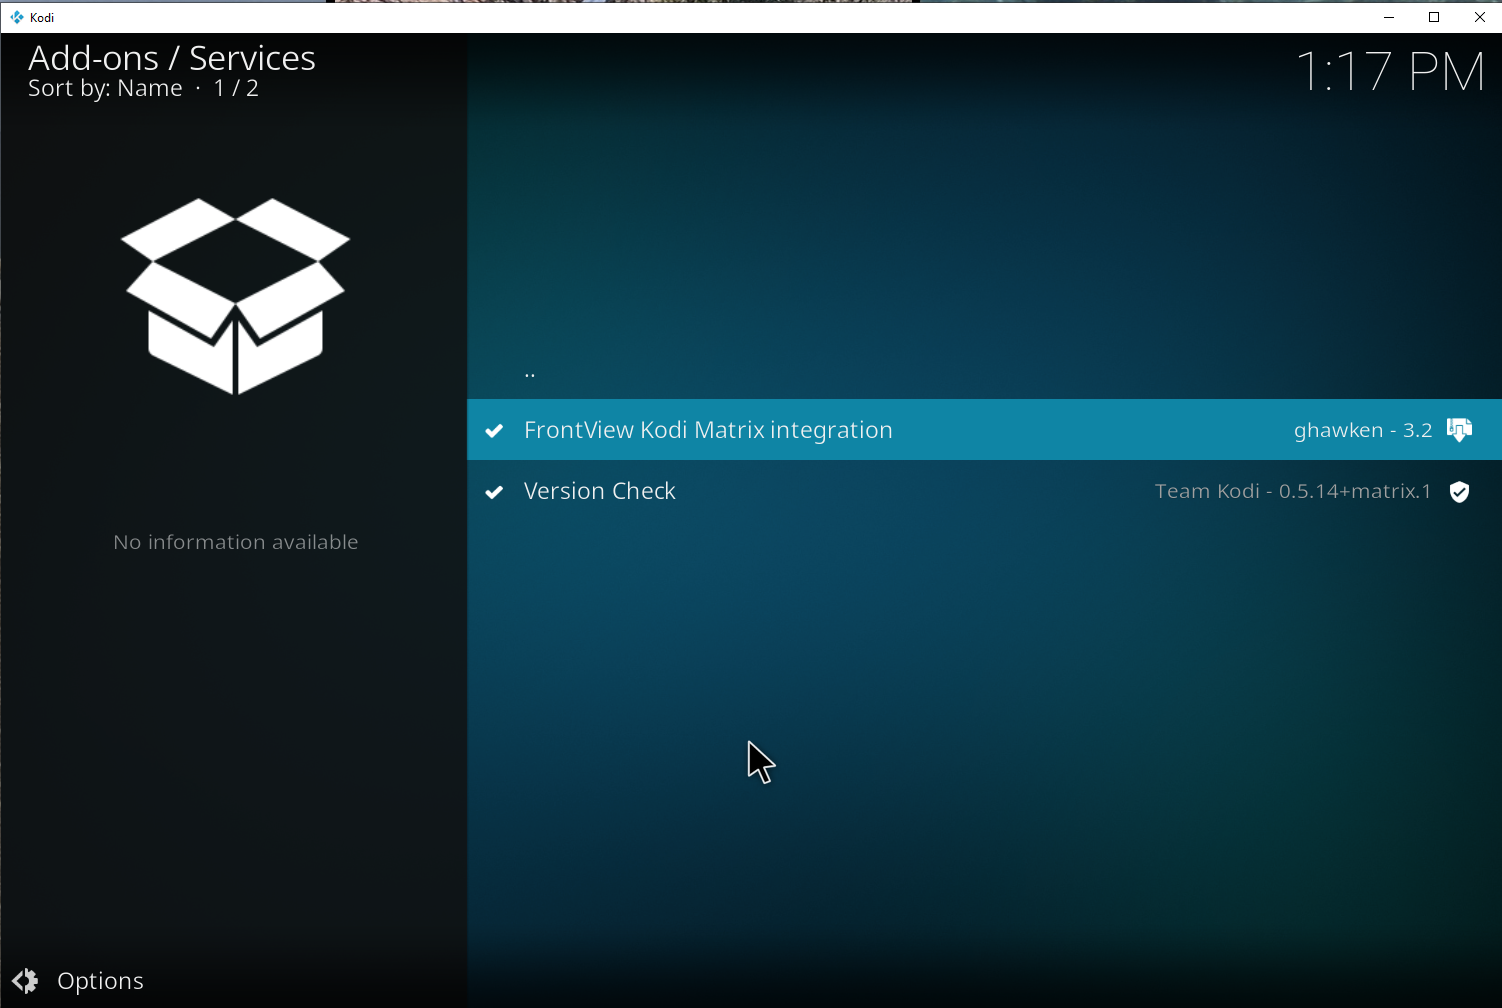 Kodi
Add-ons / Services
Sort by: Name · 1 / 2
1:17 PM
..
FrontView Kodi Matrix integration ghawken - 3.2
Version Check Team Kodi - 0.5.14+matrix.1
No information available
Options